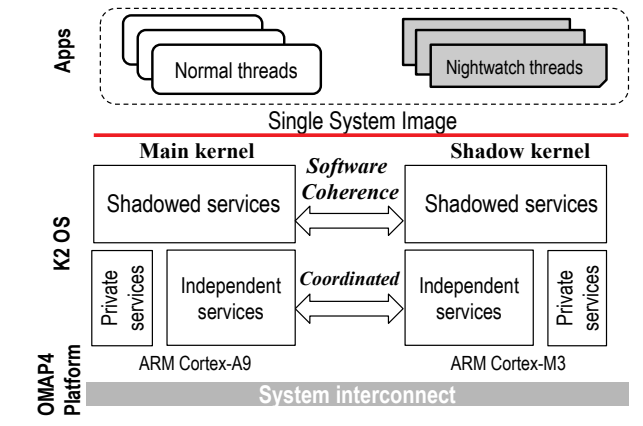 Apps
Normal threads
Nightwatch threads
Single System Image
Main kernel
Shadow kernel
Software
Coherence
Shadowed services
Shadowed services
K2 OS
Private
services
Independent
services
Coordinated
Independent
services
Private
services
OMAP4
Platform
ARM Cortex-A9
ARM Cortex-M3
System interconnect